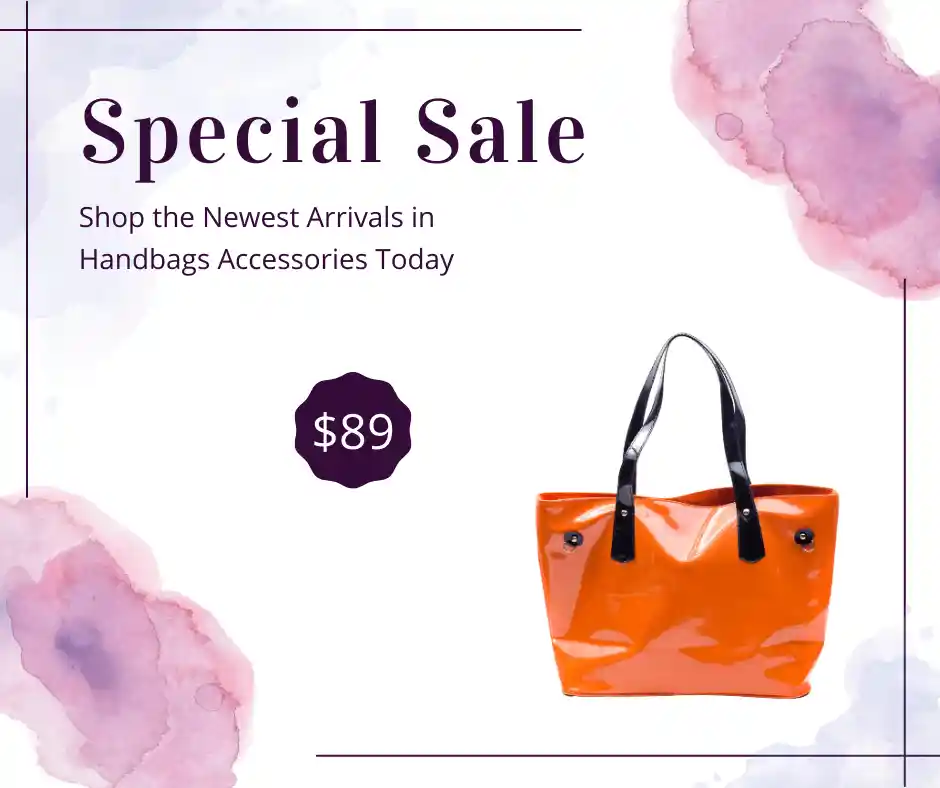 Special Sale
Shop the Newest Arrivals in
Handbags Accessories Today
$89